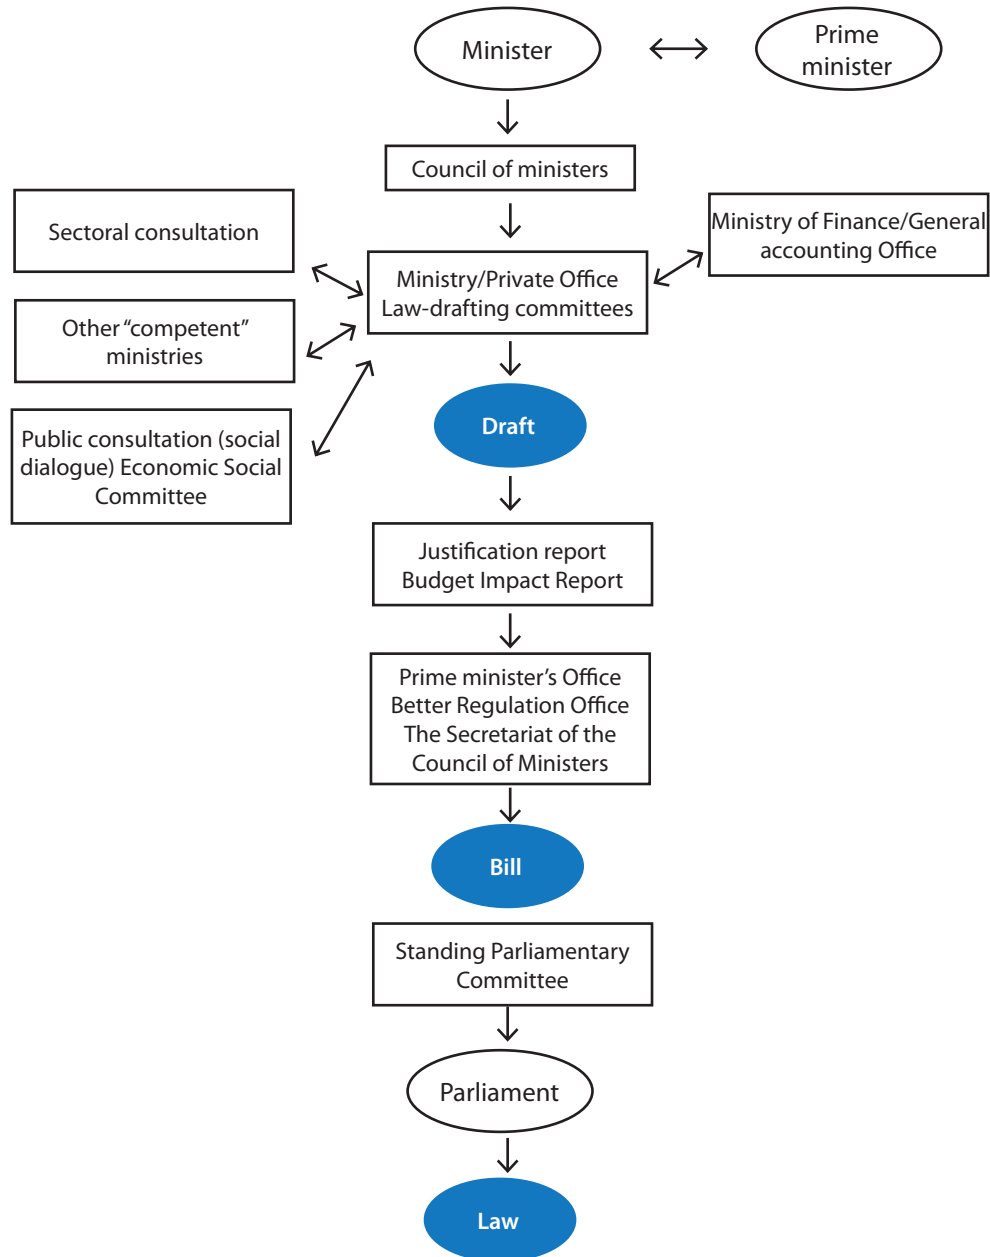 Minister
Prime
minister
Council of ministers
Sectoral consultation
Ministry of Finance/General
accounting Office
Ministry/Private Office
Law-drafting committees
Other “competent”
ministries
Public consultation (social
dialogue) Economic Social
Committee
Draft
Justification report
Budget Impact Report
Prime minister’s Office
Better Regulation Office
The Secretariat of the
Council of Ministers
Bill
Standing Parliamentary
Committee
Parliament
Law